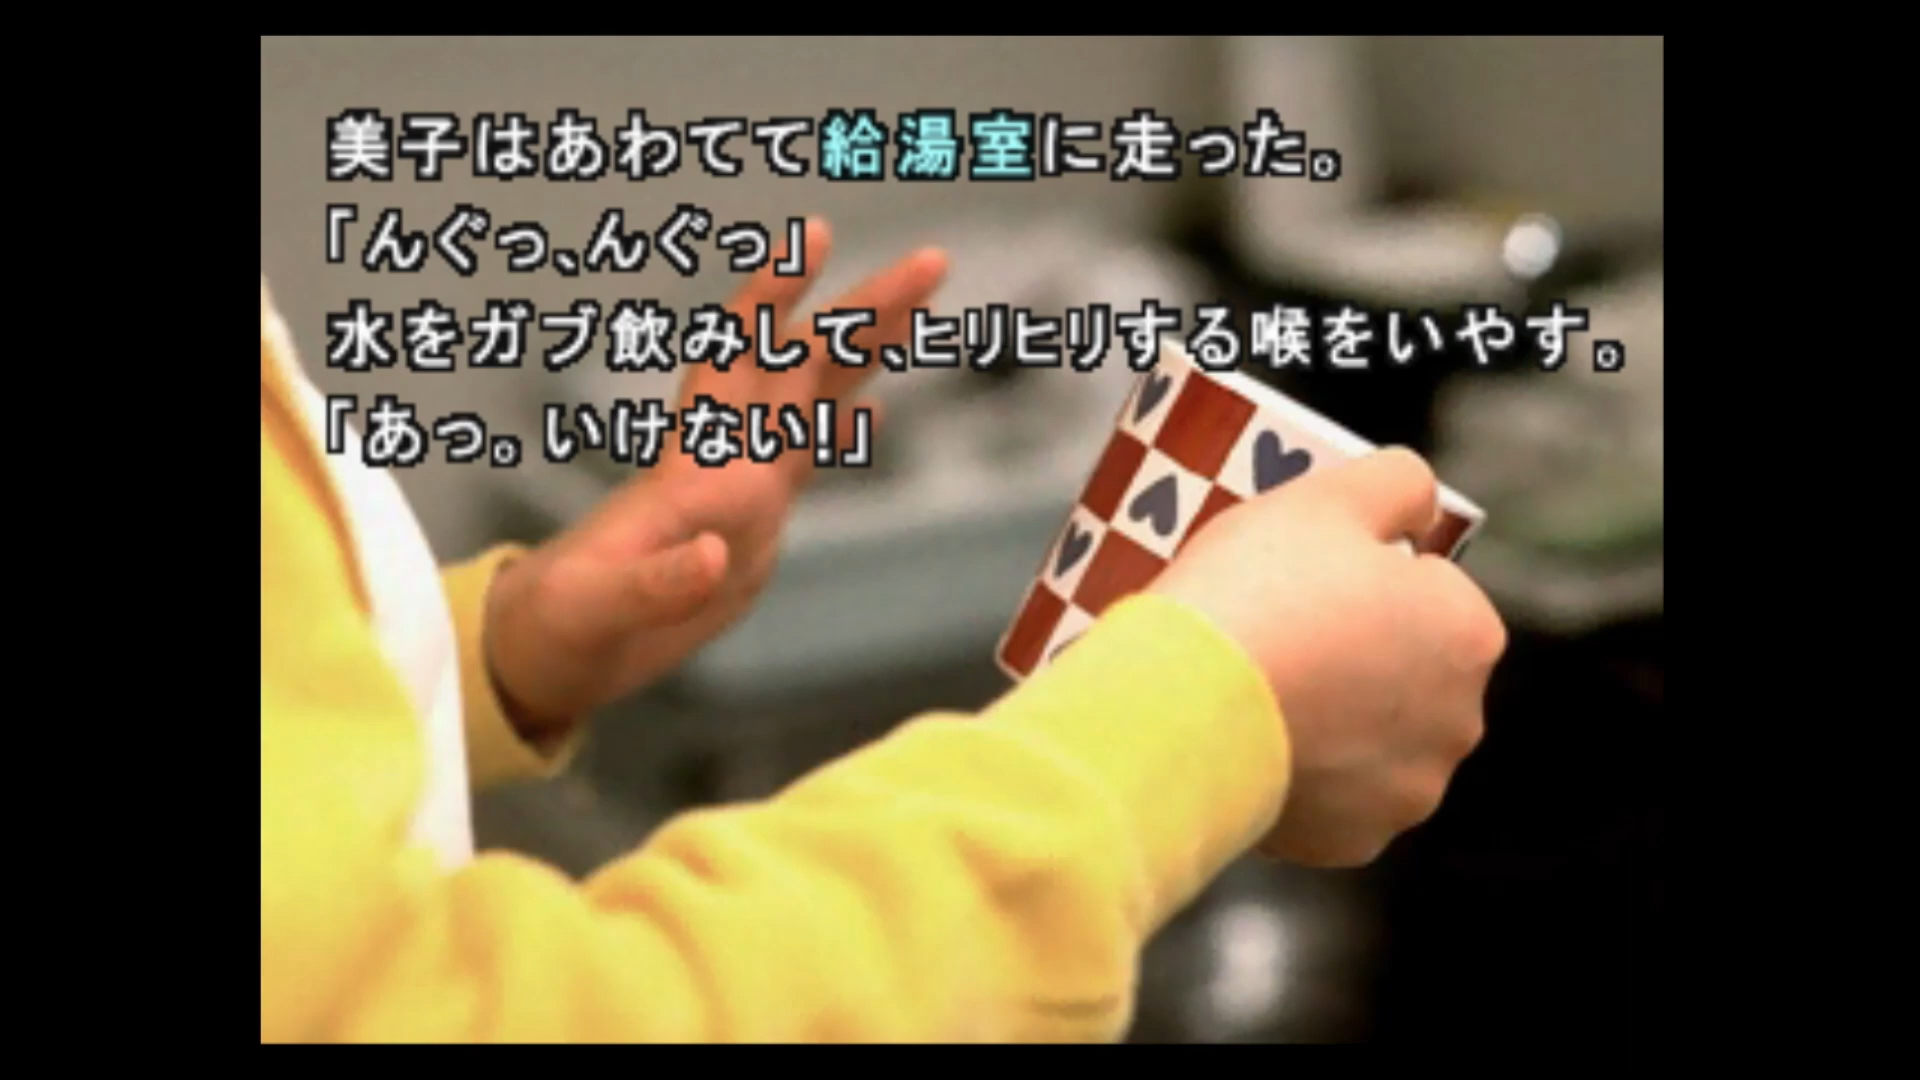 美子はあわてて給湯室に走った。
「んぐっ、んぐっ」
水をガブ飲みして、ヒリヒリする喉をいやす。
「あっ。いけない!」